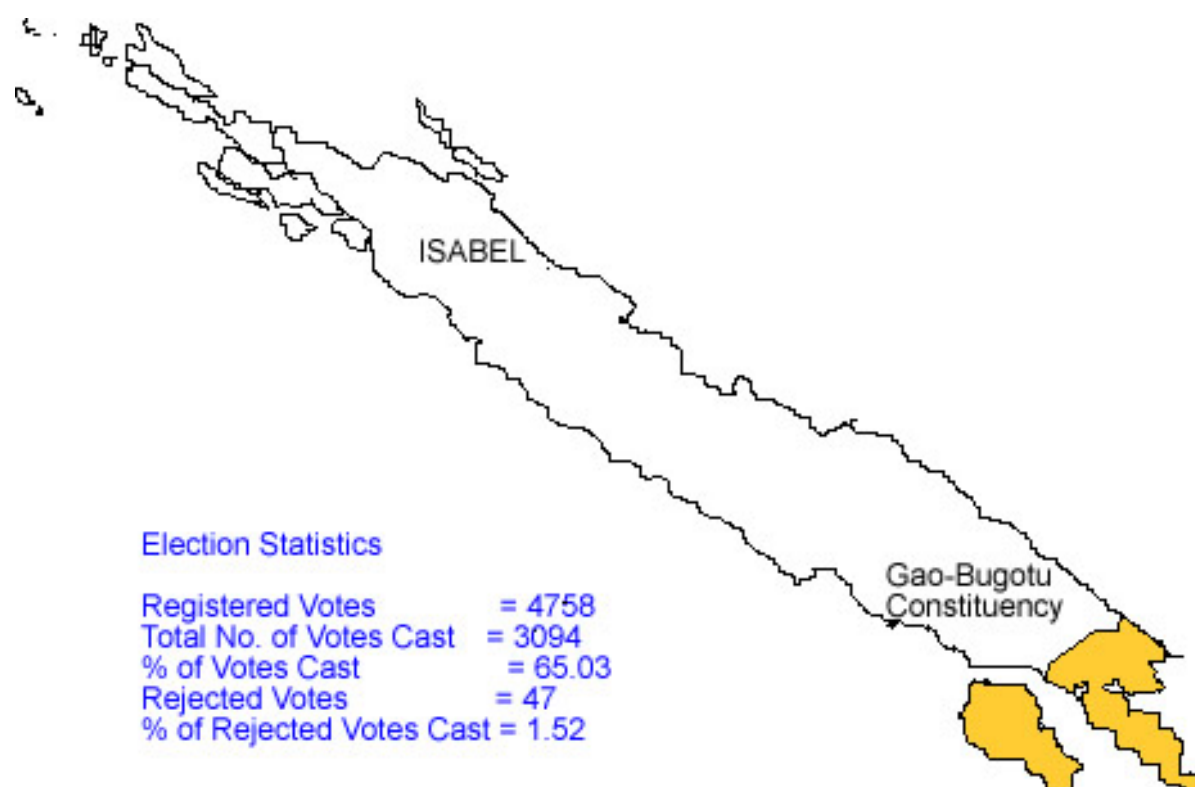 ISABEL
Gao-Bugotu
Constituency
Election Statistics
Registered Votes = 4758
Total No. of Votes Cast = 3094
% of Votes Cast = 65.03
Rejected Votes = 47
% of Rejected Votes Cast = 1.52